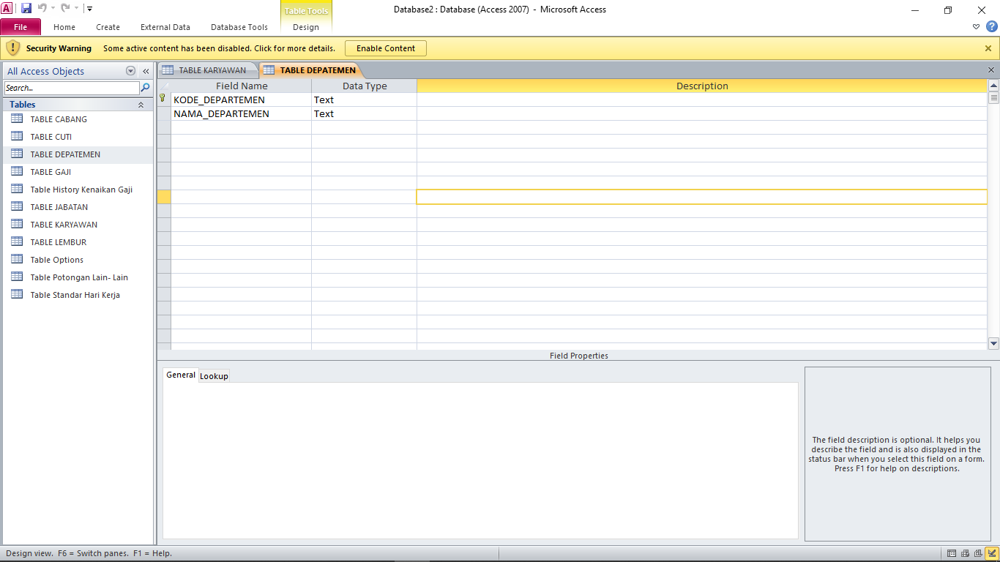 Table Tools
Database2 : Database (Access 2007)  -  Microsoft Access
File Home Create External Data Database Tools Design
Security Warning Some active content has been disabled. Click for more details. Enable Content
All Access Objects
TABLE KARYAWAN TABLE DEPATEMEN
Search...
Field Name Data Type Description
Tables
KODE_DEPARTEMEN Text
NAMA_DEPARTEMEN Text
TABLE CABANG
TABLE CUTI
TABLE DEPATEMEN
TABLE GAJI
Table History Kenaikan Gaji
TABLE JABATAN
TABLE KARYAWAN
TABLE LEMBUR
Table Options
Table Potongan Lain- Lain
Table Standar Hari Kerja
Field Properties
General Lookup
The field description is optional. It helps you
describe the field and is also displayed in the
status bar when you select this field on a form.
Press F1 for help on descriptions.
Design view.  F6 = Switch panes.  F1 = Help.